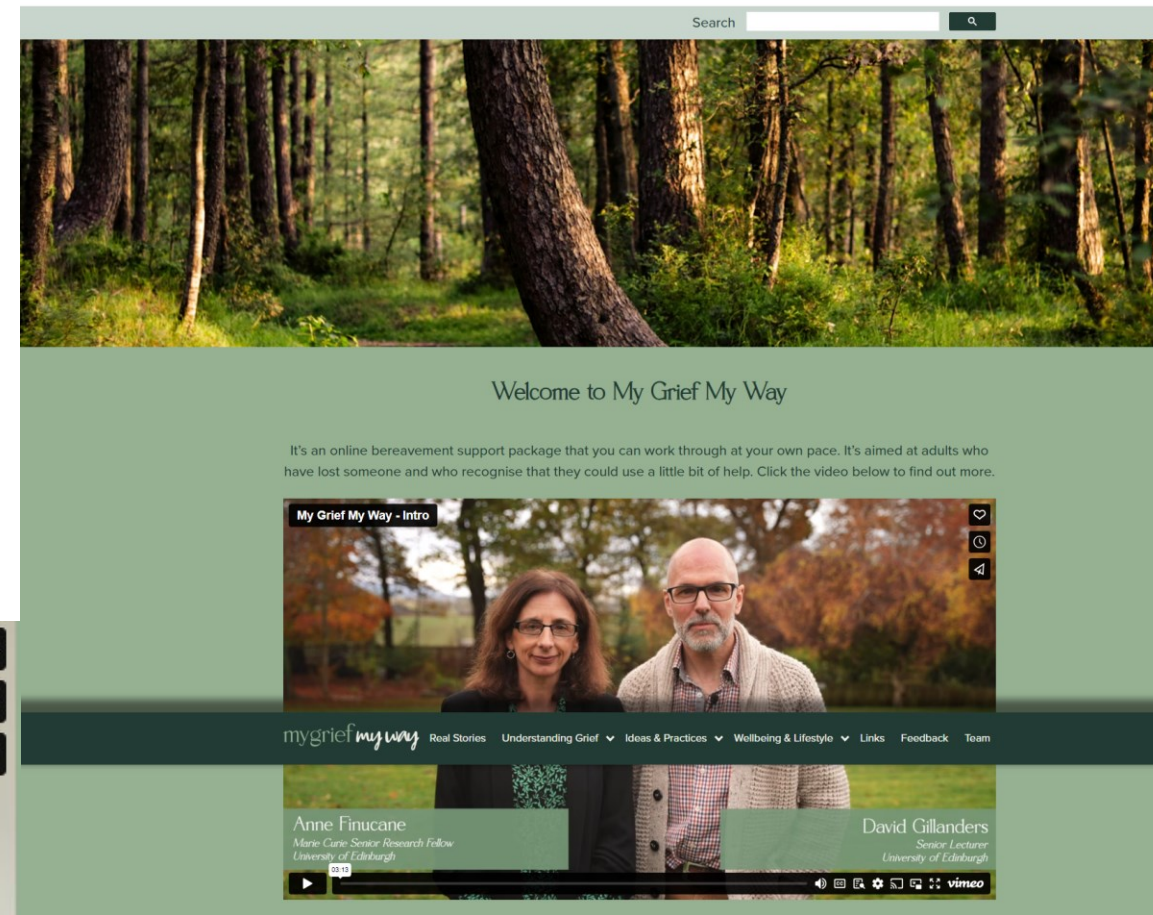 Search
Welcome to My Grief My Way
It's an online bereavement support package that you can work through at your own pace. It's aimed at adults who
have lost someone and who recognise that they could use a little bit of help. Click the video below to find out more.
My Grief My Way - Intro
mygrief my way Real Stories Understanding Grief Ideas & Practices Wellbeing & Lifestyle Links Feedback Team
Anne Finucane
Marie Curie Senior Research Fellow
University of Edinburgh
David Gillanders
Senior Lecturer
University of Edinburgh
03:13
CC
vimeo